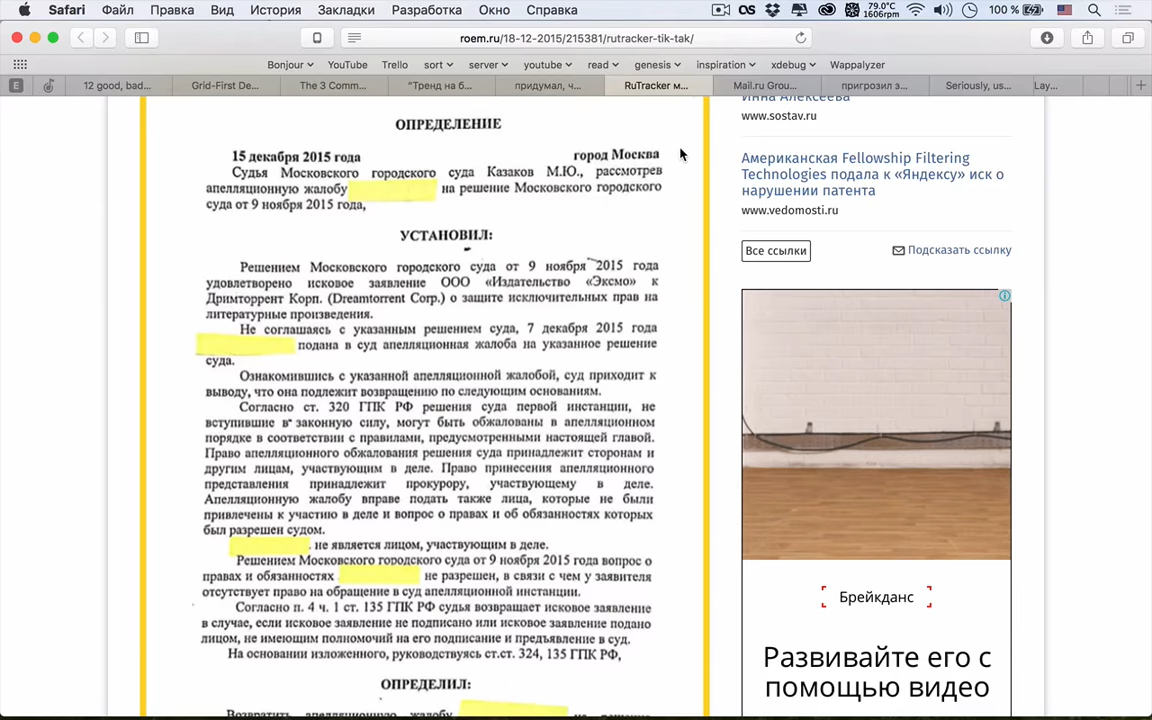 Safari Файл Правка Вид История Закладки Разработка Окно Справка 79.0°C 1606rpm 100 %
roem.ru/18-12-2015/215381/rutracker-tik-tak/
Bonjour YouTube Trello sort server youtube read genesis inspiration xdebug Wappalyzer
12 good, bad... Grid-First De... The 3 Comm... "Тренд на б... придумал, ч... RuTracker м... Mail.ru Grou... пригрозил з... Seriously, us... Lay...
ОПРЕДЕЛЕНИЕ
15 декабря 2015 года город Москва
Судья Московского городского суда Казаков М.Ю., рассмотрев
апелляционную жалобу на решение Московского городского
суда от 9 ноября 2015 года,
УСТАНОВИЛ:
Решением Московского городского суда от 9 ноября 2015 года
удовлетворено исковое заявление ООО «Издательство «Эксмо» к
Дримторрент Корп. (Dreamtorrent Corp.) о защите исключительных прав на
литературные произведения.
Не соглашаясь с указанным решением суда, 7 декабря 2015 года
подана в суд апелляционная жалоба на указанное решение
суда.
Ознакомившись с указанной апелляционной жалобой, суд приходит к
выводу, что она подлежит возвращению по следующим основаниям.
Согласно ст. 320 ГПК РФ решения суда первой инстанции, не
вступившие в законную силу, могут быть обжалованы в апелляционном
порядке в соответствии с правилами, предусмотренными настоящей главой.
Право апелляционного обжалования решения суда принадлежит сторонам и
другим лицам, участвующим в деле. Право принесения апелляционного
представления принадлежит прокурору, участвующему в деле.
Апелляционную жалобу вправе подать также лица, которые не были
привлечены к участию в деле и вопрос о правах и об обязанностях которых
был разрешен судом.
не является лицом, участвующим в деле.
Решением Московского городского суда от 9 ноября 2015 года вопрос о
правах и обязанностях не разрешен, в связи с чем у заявителя
отсутствует право на обращение в суд апелляционной инстанции.
Согласно п. 4 ч. 1 ст. 135 ГПК РФ судья возвращает исковое заявление
в случае, если исковое заявление не подписано или исковое заявление подано
лицом, не имеющим полномочий на его подписание и предъявление в суд.
На основании изложенного, руководствуясь ст.ст. 324, 135 ГПК РФ,
ОПРЕДЕЛИЛ:
Возвратить апелляционную жалобу на решение
Инна Алексеева
www.sostav.ru
Американская Fellowship Filtering
Technologies подала к «Яндексу» иск о
нарушении патента
www.vedomosti.ru
Все ссылки Подсказать ссылку
Брейкданс
Развивайте его с
помощью видео